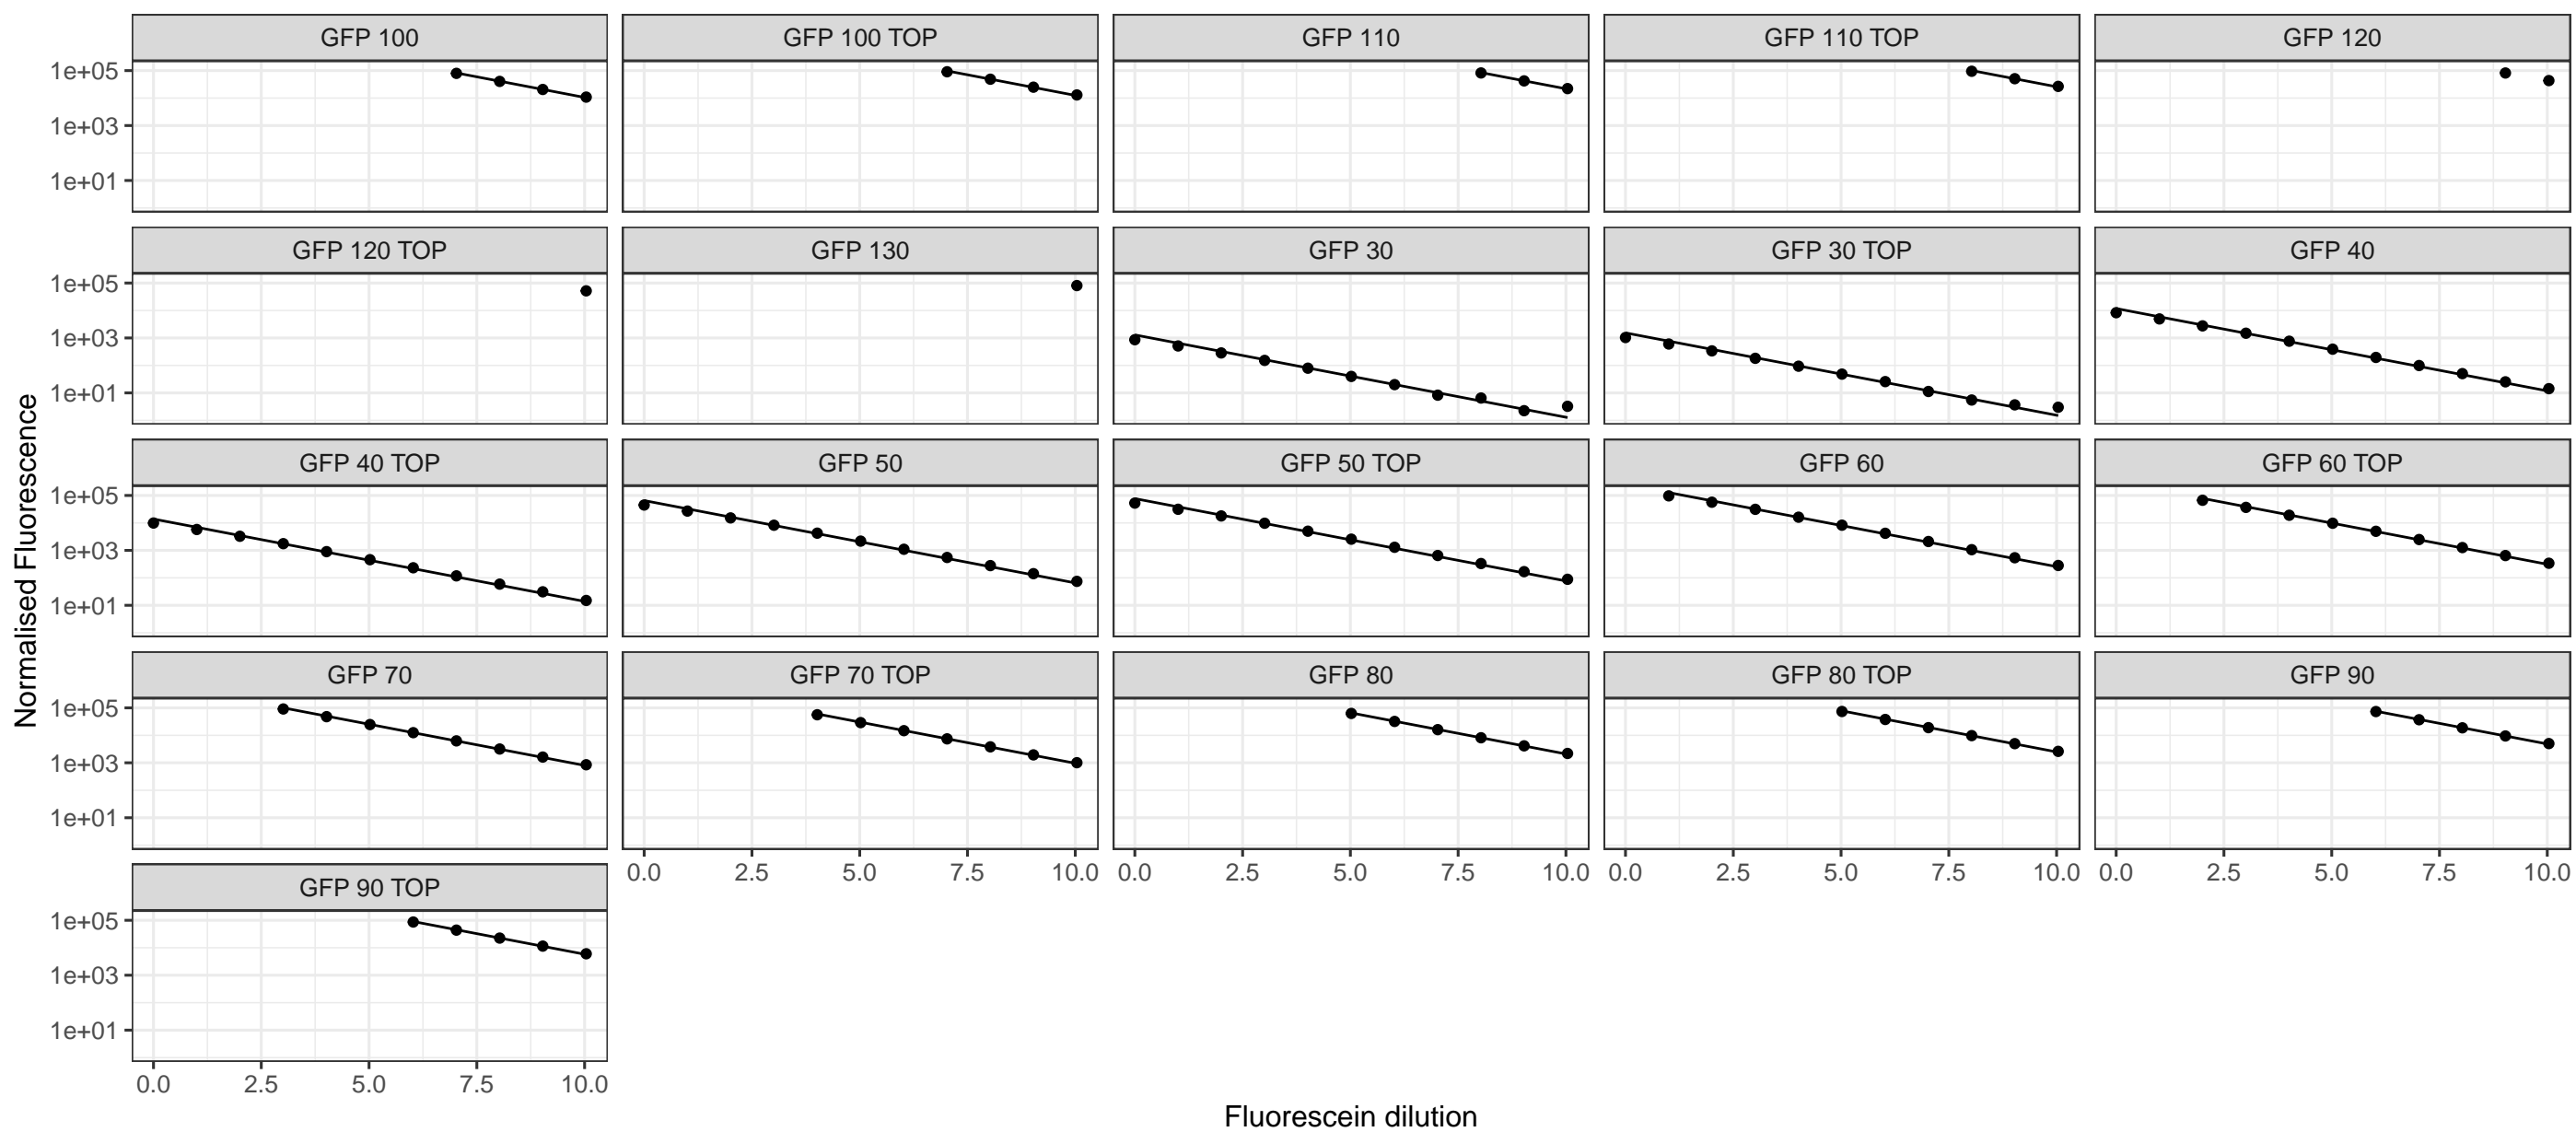 GFP 100
GFP 100 TOP
GFP 110
GFP 110 TOP
GFP 120
1e+05
1e+03
1e+01
GFP 120 TOP
GFP 130
GFP 30
GFP 30 TOP
GFP 40
1e+05
1e+03
1e+01
GFP 40 TOP
GFP 50
GFP 50 TOP
GFP 60
GFP 60 TOP
1e+05
1e+03
1e+01
GFP 70
GFP 70 TOP
GFP 80
GFP 80 TOP
GFP 90
1e+05
1e+03
1e+01
0.0 2.5 5.0 7.5 10.0
0.0 2.5 5.0 7.5 10.0
0.0 2.5 5.0 7.5 10.0
0.0 2.5 5.0 7.5 10.0
GFP 90 TOP
1e+05
1e+03
1e+01
0.0 2.5 5.0 7.5 10.0
Normalised Fluorescence
Fluorescein dilution